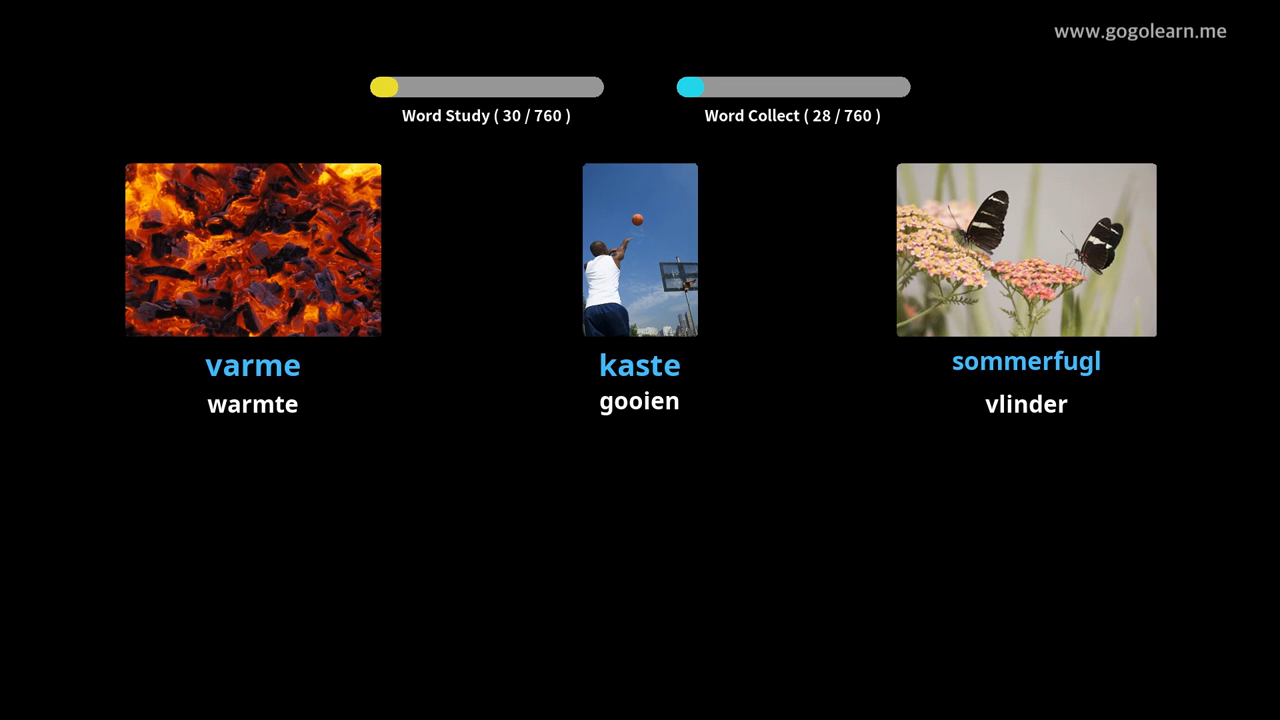 www.gogolearn.me
Word Study ( 30 / 760 )
Word Collect ( 28 / 760 )
varme
warmte
kaste
gooien
sommerfugl
vlinder